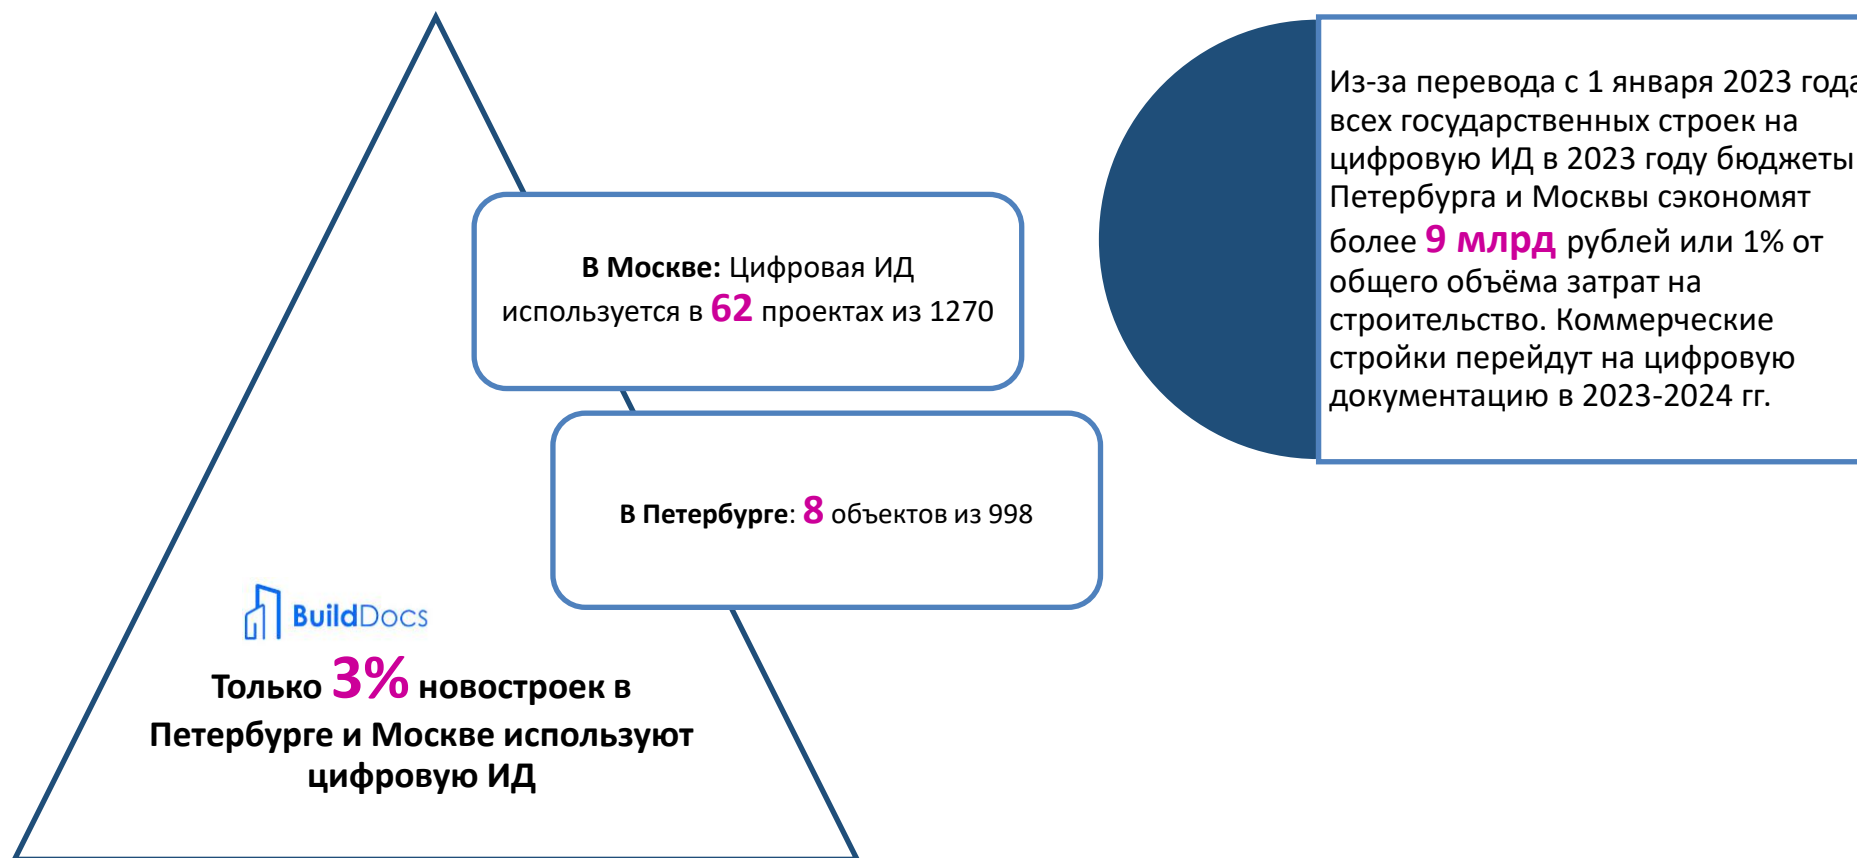 В Москве: Цифровая ИД
используется в 62 проектах из 1270
В Петербурге: 8 объектов из 998
BuildDocs
Только 3% новостроек в
Петербурге и Москве используют
цифровую ИД
Из-за перевода с 1 января 2023 года
всех государственных строек на
цифровую ИД в 2023 году бюджеты
Петербурга и Москвы сэкономят
более 9 млрд рублей или 1% от
общего объёма затрат на
строительство. Коммерческие
стройки перейдут на цифровую
документацию в 2023-2024 гг.